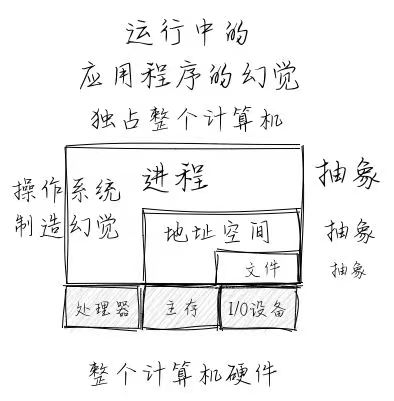 运行中的
应用程序的幻觉
独占整个计算机
进程
抽象
操作系统
制造幻觉
地址空间
抽象
文件
抽象
处理器
主存
I/O设备
整个计算机硬件